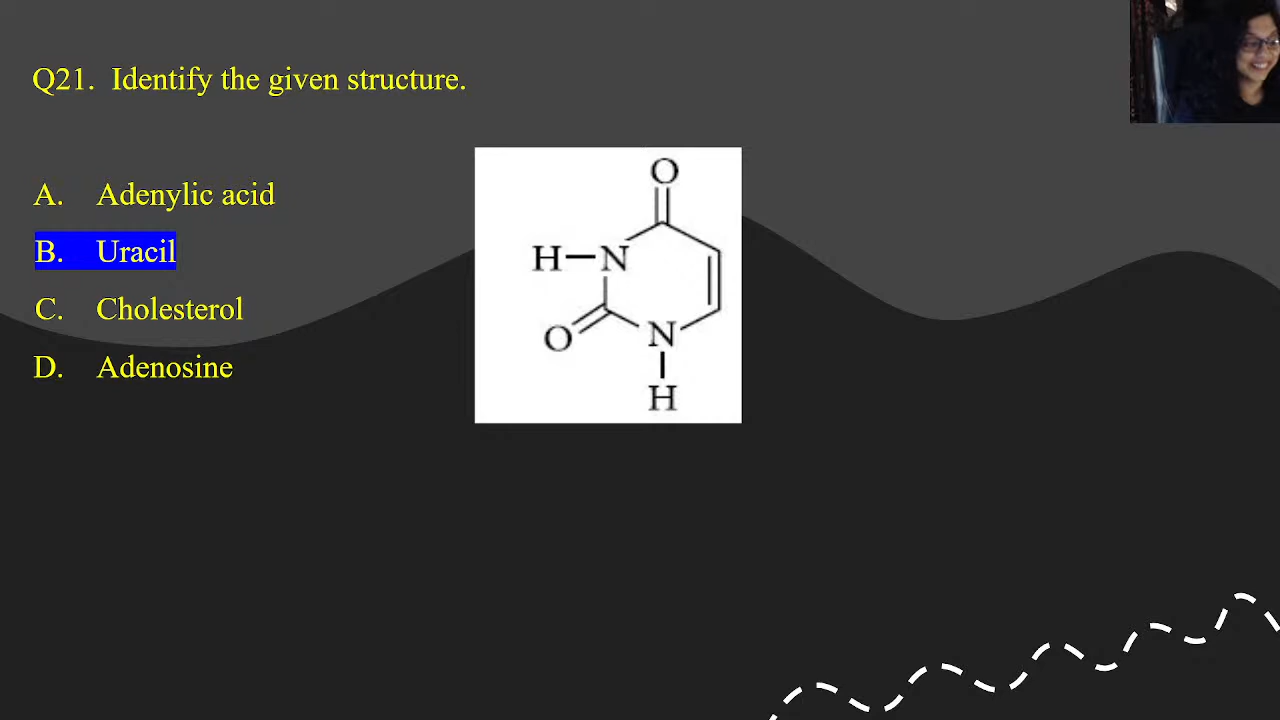 Q21. Identify the given structure.
A. Adenylic acid
B. Uracil
C. Cholesterol
D. Adenosine
O
H N
O N
H